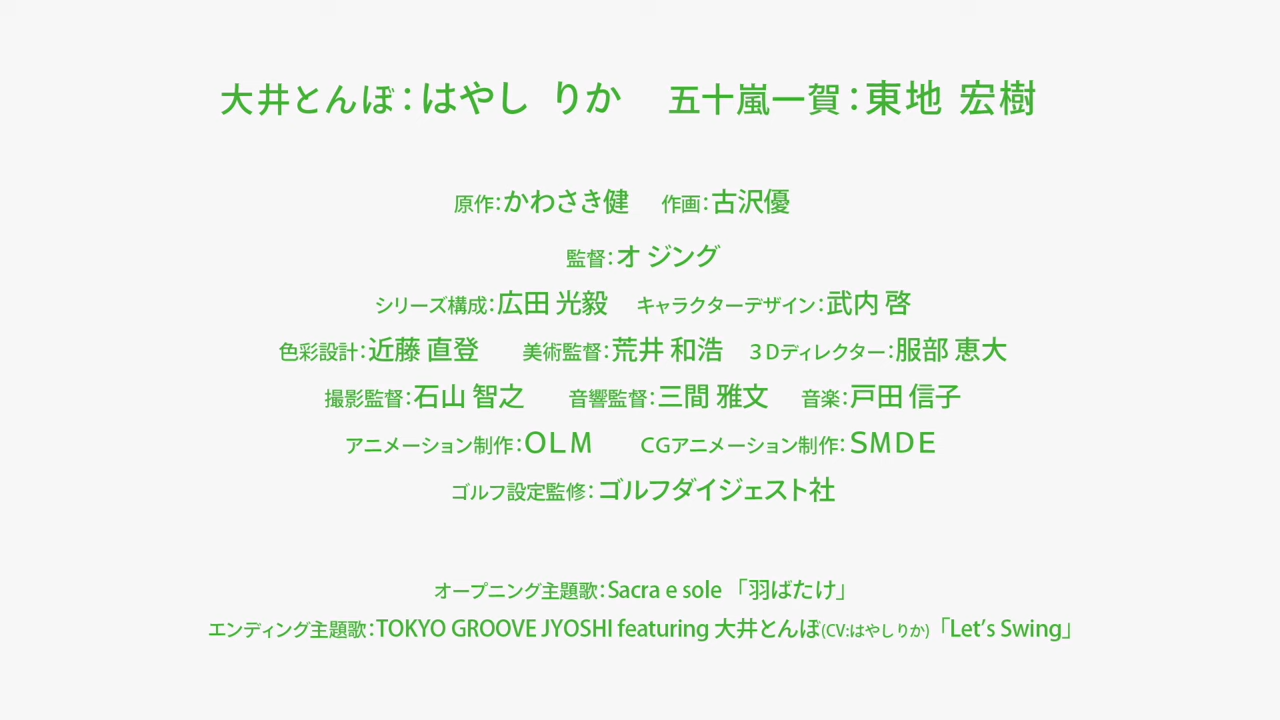 大井とんぼ：はやし りか　五十嵐一賀：東地 宏樹
原作：かわさき健　作画：古沢優
監督：オ ジング
シリーズ構成：広田 光毅　キャラクターデザイン：武内 啓
色彩設計：近藤 直登　美術監督：荒井 和浩　３Dディレクター：服部 恵大
撮影監督：石山 智之　音響監督：三間 雅文　音楽：戸田 信子
アニメーション制作：OLM　CGアニメーション制作：SMDE
ゴルフ設定監修：ゴルフダイジェスト社
オープニング主題歌：Sacra e sole 「羽ばたけ」
エンディング主題歌：TOKYO GROOVE JYOSHI featuring 大井とんぼ(CV:はやしりか)「Let’s Swing」